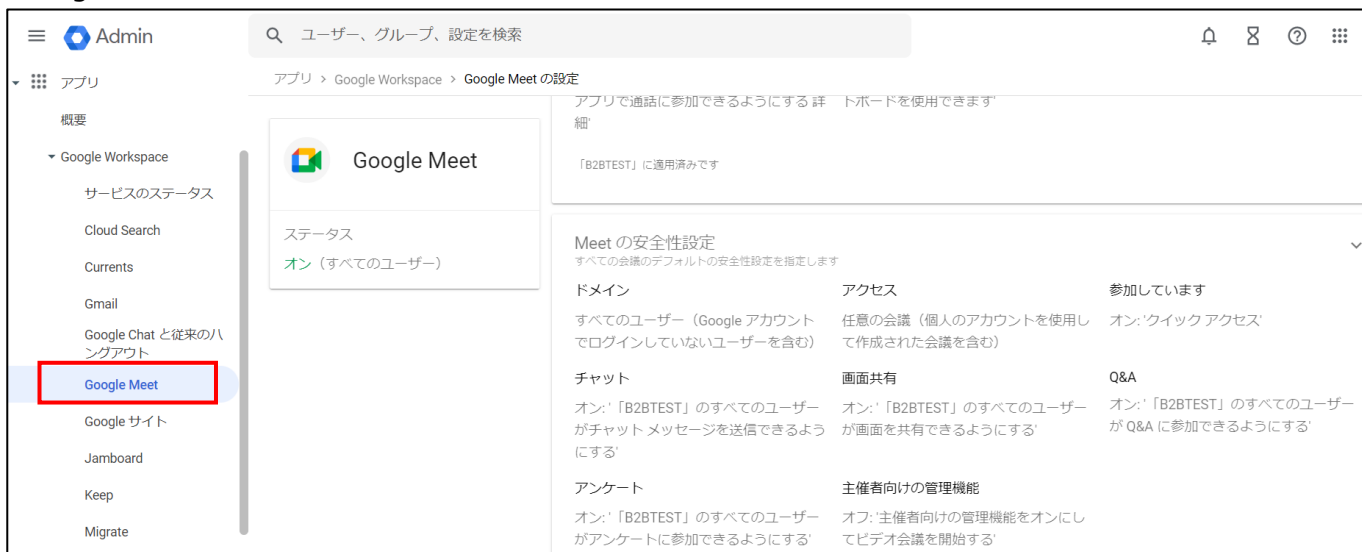 Admin
ユーザー、グループ、設定を検索
アプリ
アプリ > Google Workspace > Google Meet の設定
概要
Google Workspace
サービスのステータス
Cloud Search
Currents
Gmail
Google Chat と従来のハ
ングアウト
Google Meet
Google サイト
Jamboard
Keep
Migrate
Google Meet
ステータス
オン（すべてのユーザー）
アプリで通話に参加できるようにする 詳
細'
トボードを使用できます'
「B2BTEST」に適用済みです
Meet の安全性設定
すべての会議のデフォルトの安全性設定を指定します
ドメイン
すべてのユーザー（Google アカウント
でログインしていないユーザーを含む）
アクセス
任意の会議（個人のアカウントを使用し
て作成された会議を含む）
参加しています
オン: 'クイック アクセス'
チャット
オン: '「B2BTEST」のすべてのユーザー
がチャット メッセージを送信できるよう
にする'
画面共有
オン: '「B2BTEST」のすべてのユーザー
が画面を共有できるようにする'
Q&A
オン: '「B2BTEST」のすべてのユーザー
が Q&A に参加できるようにする'
アンケート
オン: '「B2BTEST」のすべてのユーザー
がアンケートに参加できるようにする'
主催者向けの管理機能
オフ: '主催者向けの管理機能をオンにし
てビデオ会議を開始する'